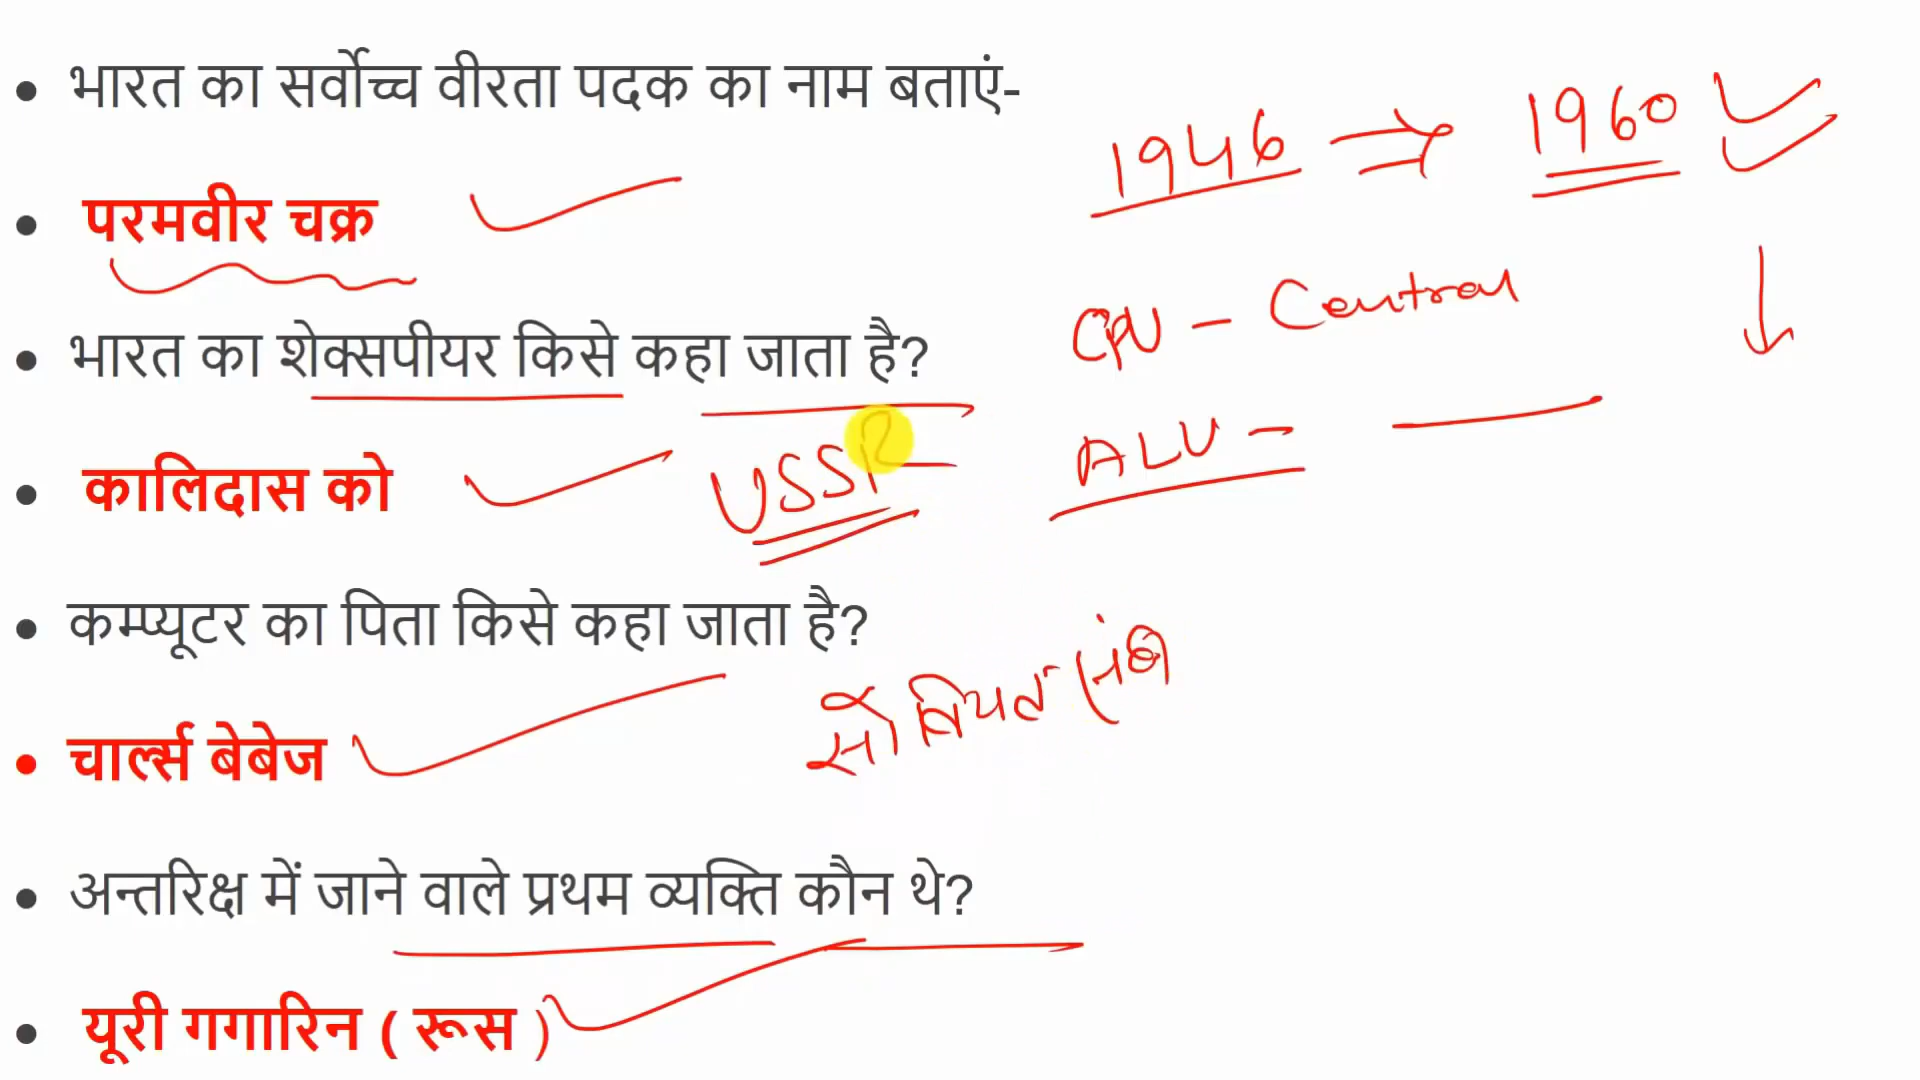 भारत का सर्वोच्च वीरता पदक का नाम बताएं-
1946 ⇒ 1960
परमवीर चक्र
CPU - Central
भारत का शेक्सपीयर किसे कहा जाता है?
ALU -
कालिदास को
USSR
कम्प्यूटर का पिता किसे कहा जाता है?
सोवियत संघ
चार्ल्स बेबेज
अन्तरिक्ष में जाने वाले प्रथम व्यक्ति कौन थे?
यूरी गगारिन ( रूस )